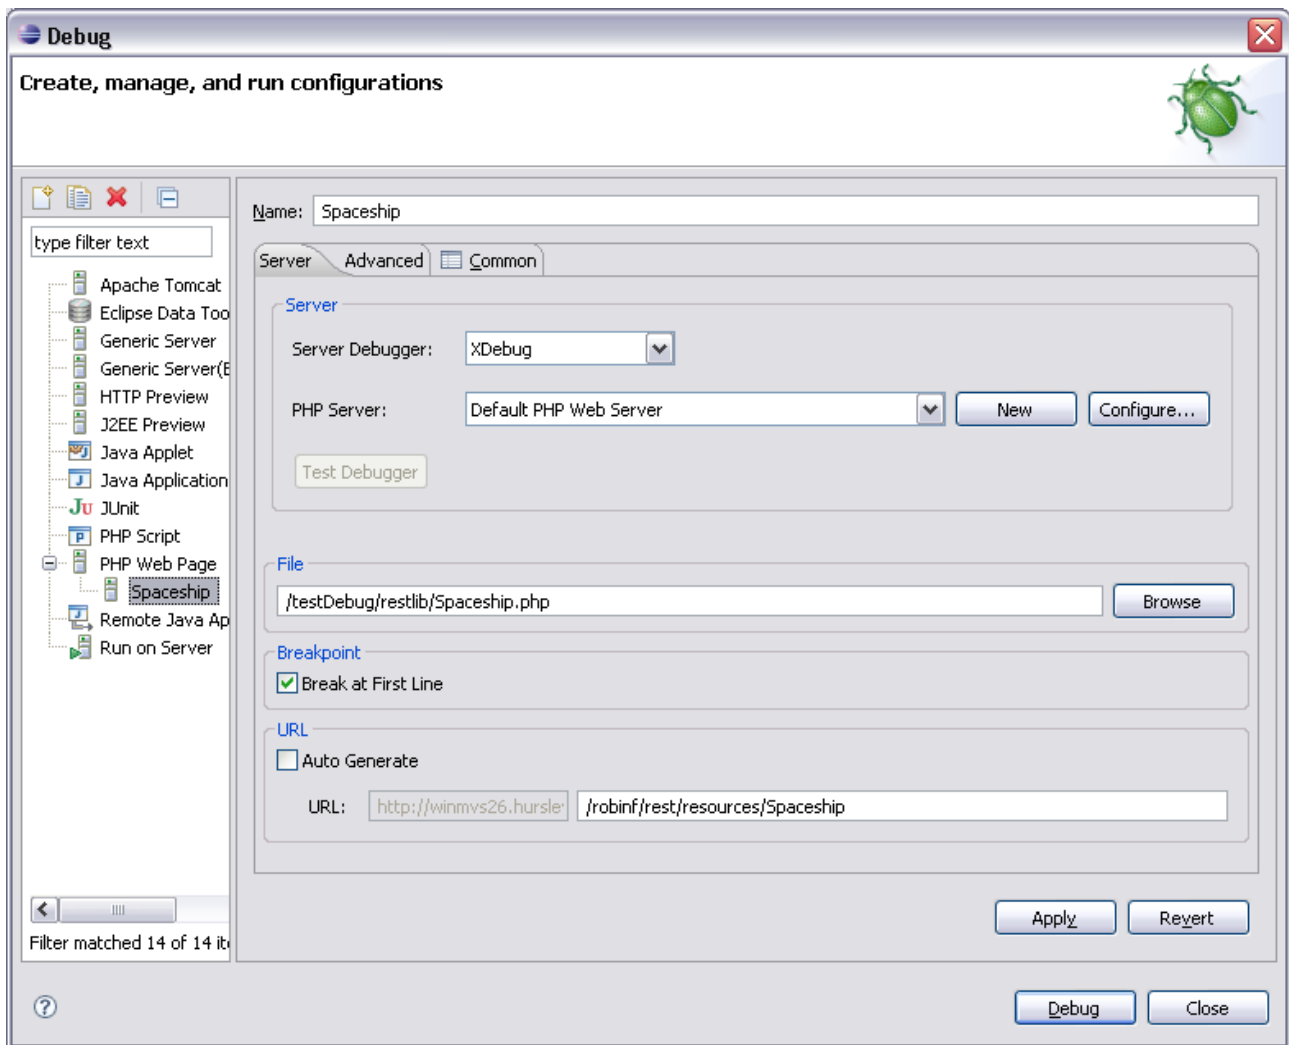 Debug
Create, manage, and run configurations
type filter text
Apache Tomcat
Eclipse Data Too
Generic Server
Generic Server(E
HTTP Preview
J2EE Preview
Java Applet
Java Application
Ju JUnit
PHP Script
PHP Web Page
Spaceship
Remote Java Ap
Run on Server
Filter matched 14 of 14 ite
Name: Spaceship
Server Advanced Common
Server
Server Debugger: XDebug
PHP Server: Default PHP Web Server New Configure...
Test Debugger
File
/testDebug/restlib/Spaceship.php Browse
Breakpoint
Break at First Line
URL
Auto Generate
URL: http://winmvs26.hursle /robinf/rest/resources/Spaceship
Apply Revert
Debug Close